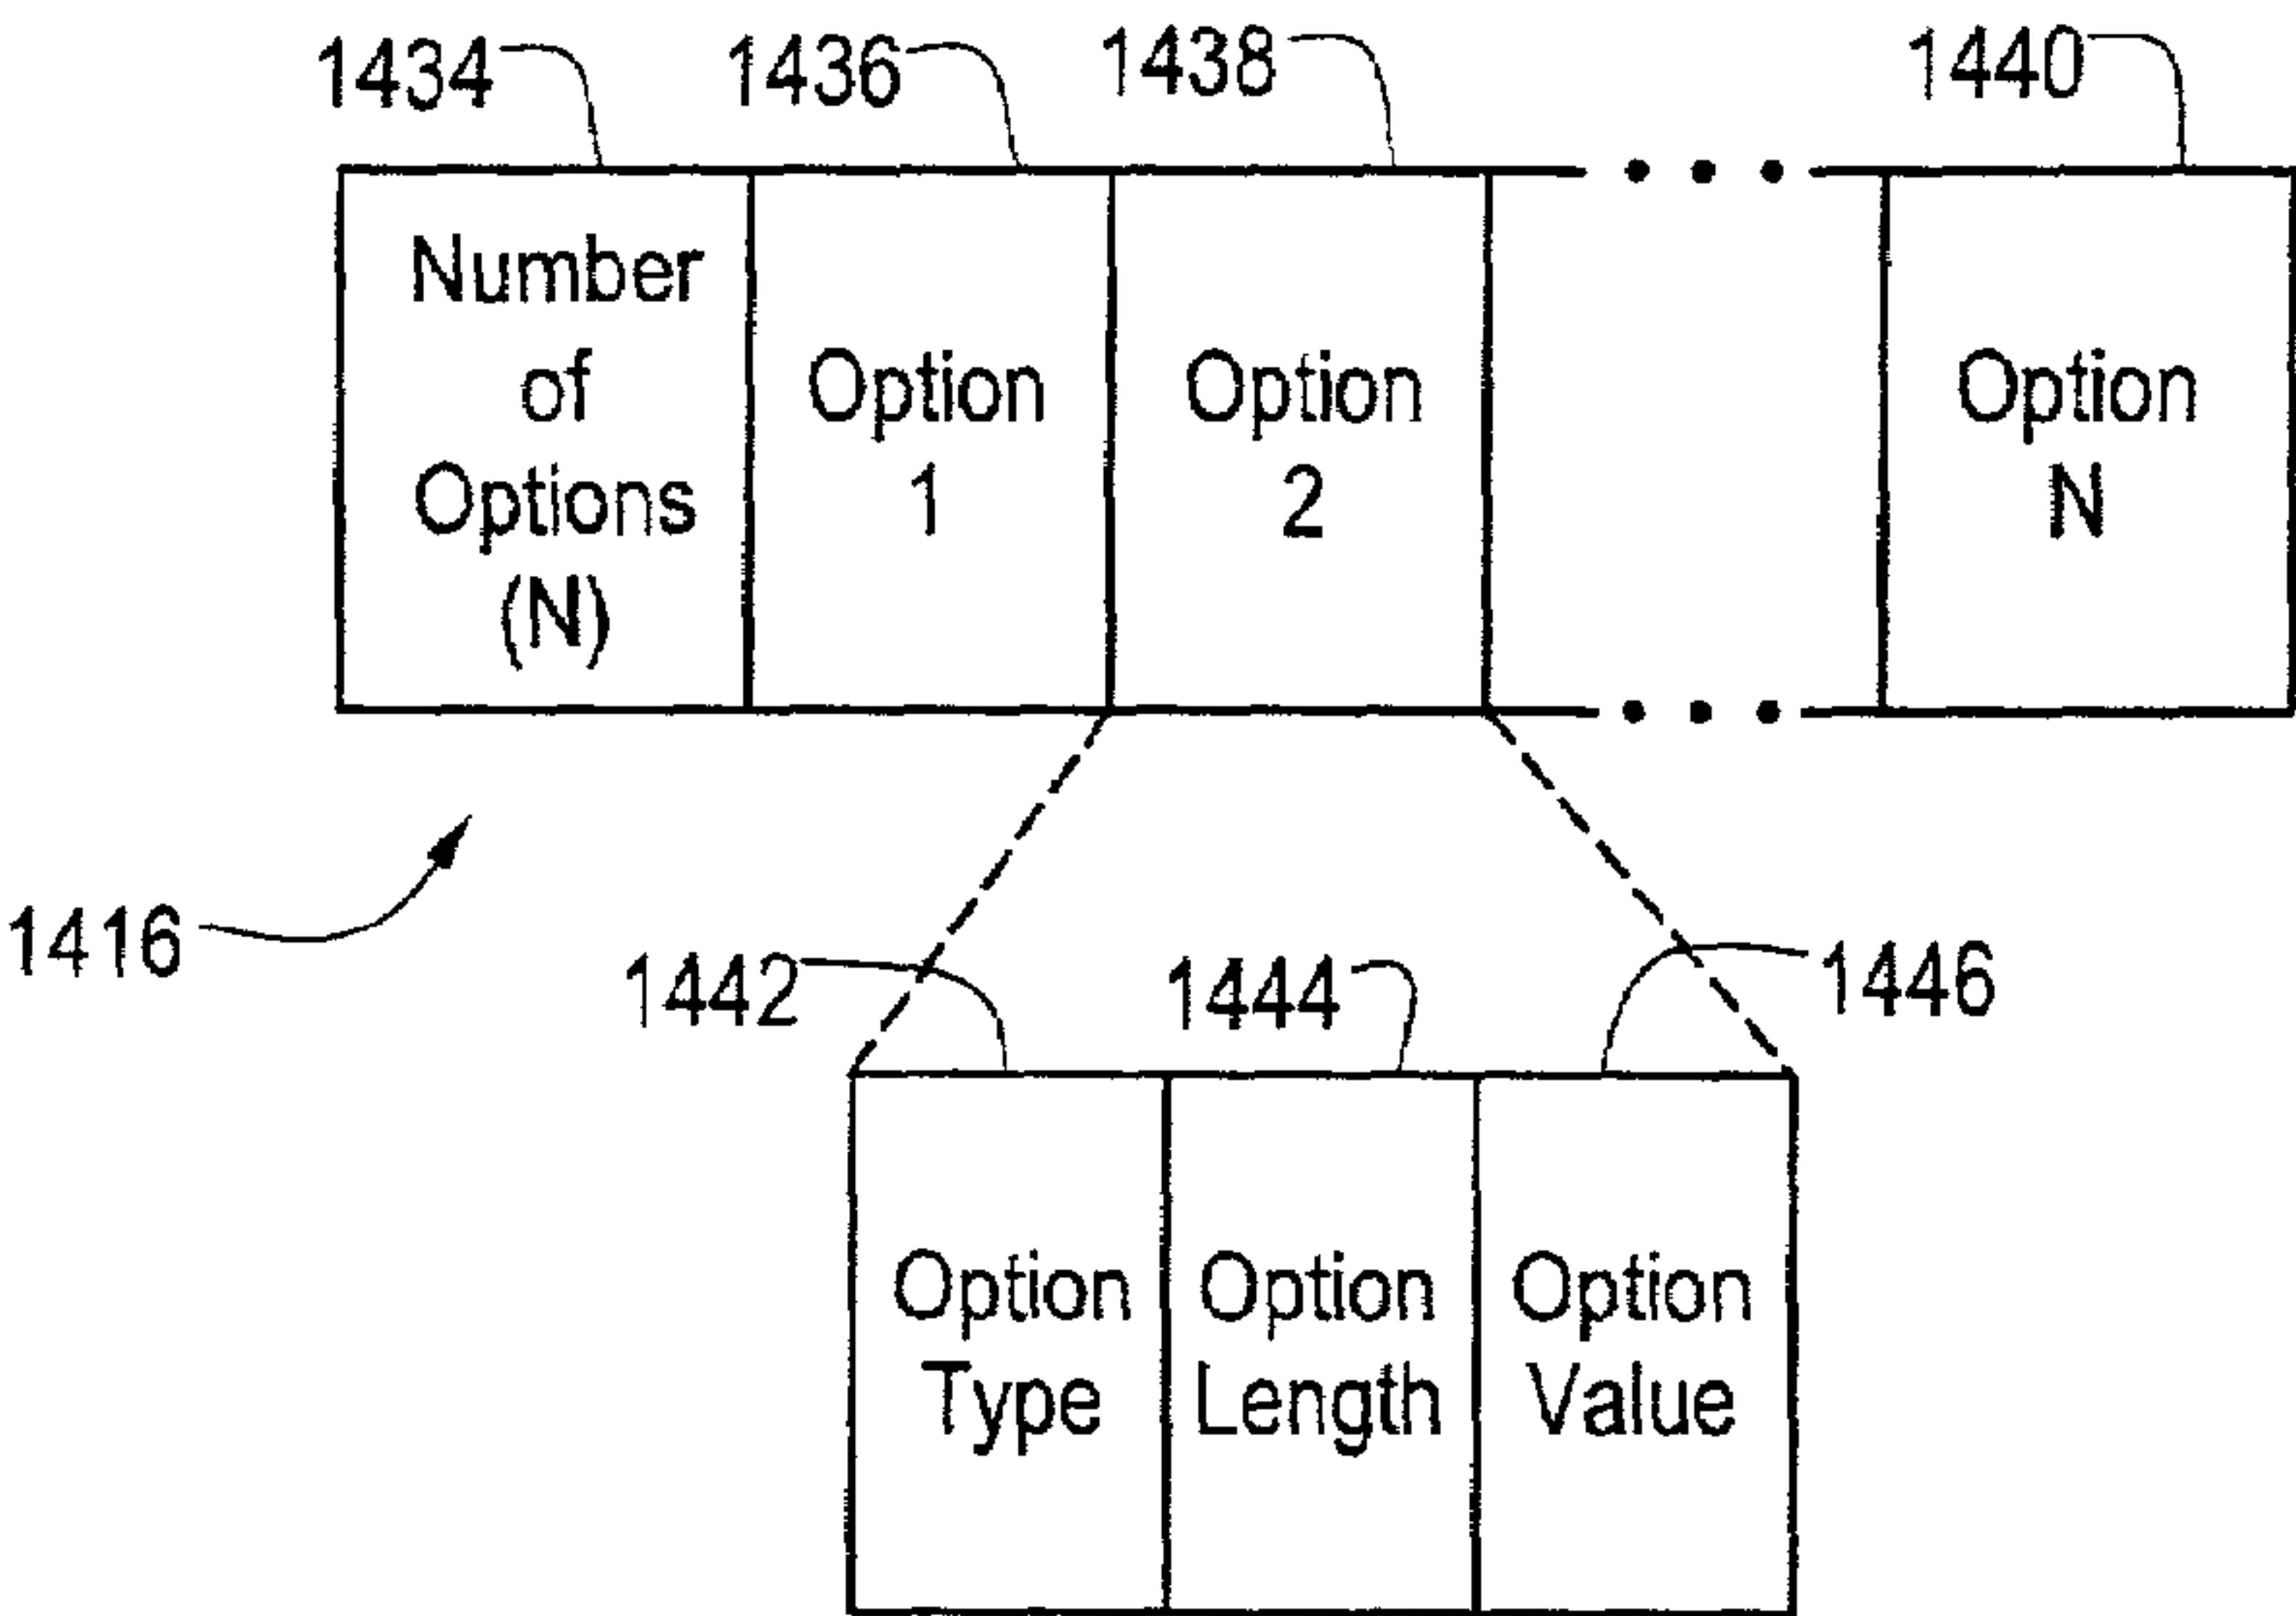 1434
1436
1438
1440
Number
of
Options
(N)
Option
1
Option
2
Option
N
1416
1442
1444
1446
Option
Type
Option
Length
Option
Value